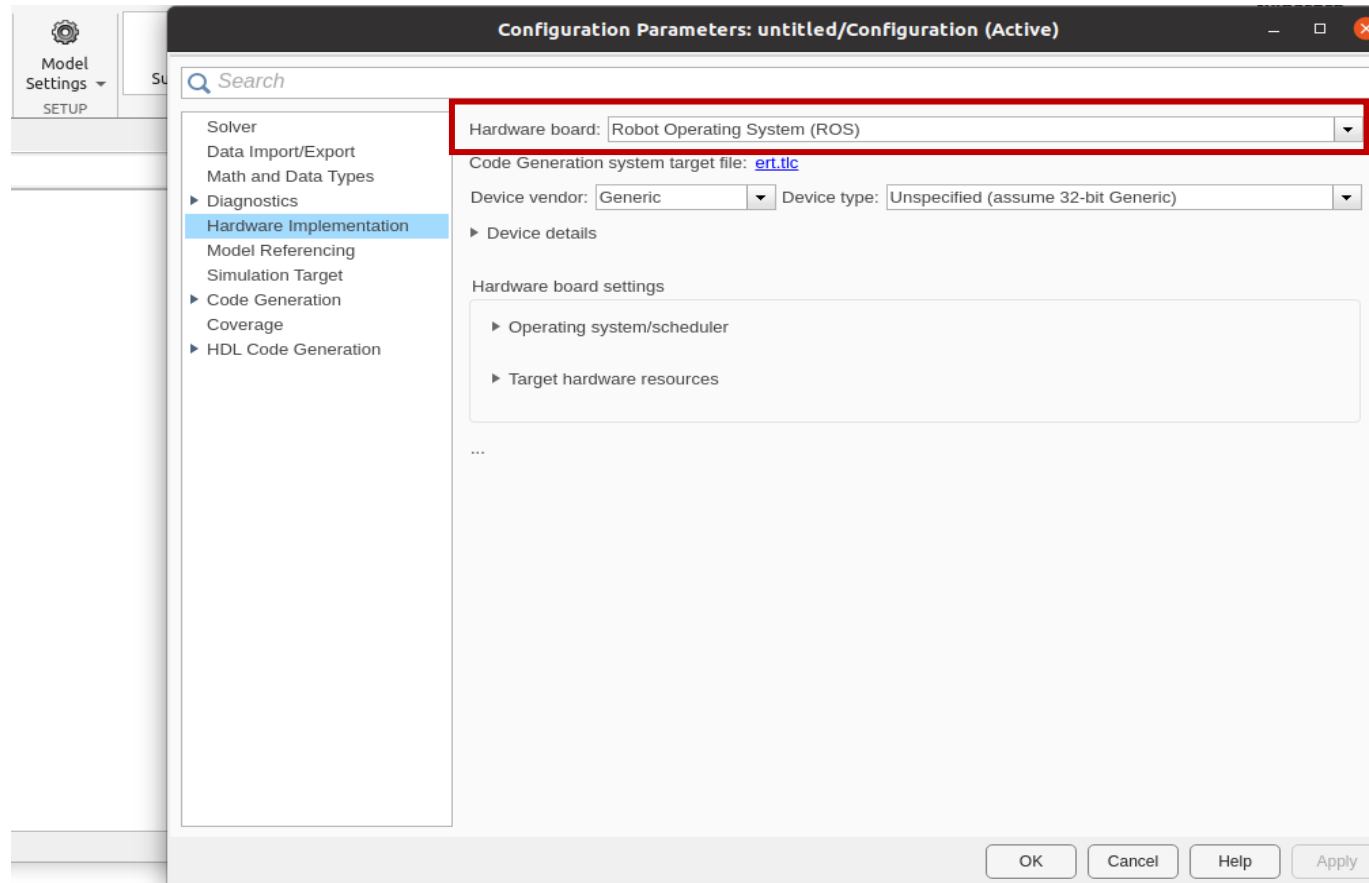 Configuration Parameters: untitled/Configuration (Active)
Model
Settings
SETUP
Su
Search
Solver
Data Import/Export
Math and Data Types
Diagnostics
Hardware Implementation
Model Referencing
Simulation Target
Code Generation
Coverage
HDL Code Generation
Hardware board: Robot Operating System (ROS)
Code Generation system target file: ert.tlc
Device vendor: Generic Device type: Unspecified (assume 32-bit Generic)
Device details
Hardware board settings
Operating system/scheduler
Target hardware resources
...
OK Cancel Help Apply